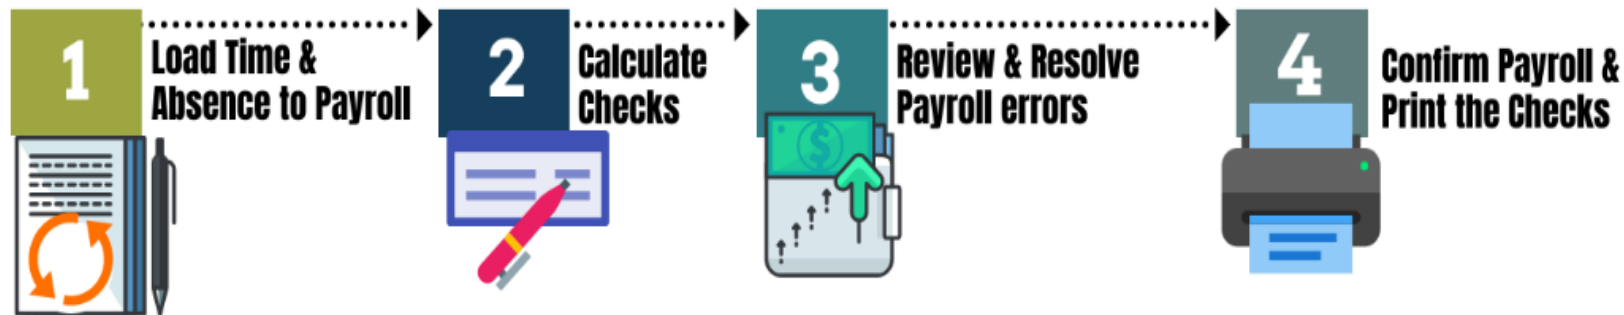 1
Load Time &
Absence to Payroll
2
Calculate
Checks
3
Review & Resolve
Payroll errors
$
4
Confirm Payroll &
Print the Checks